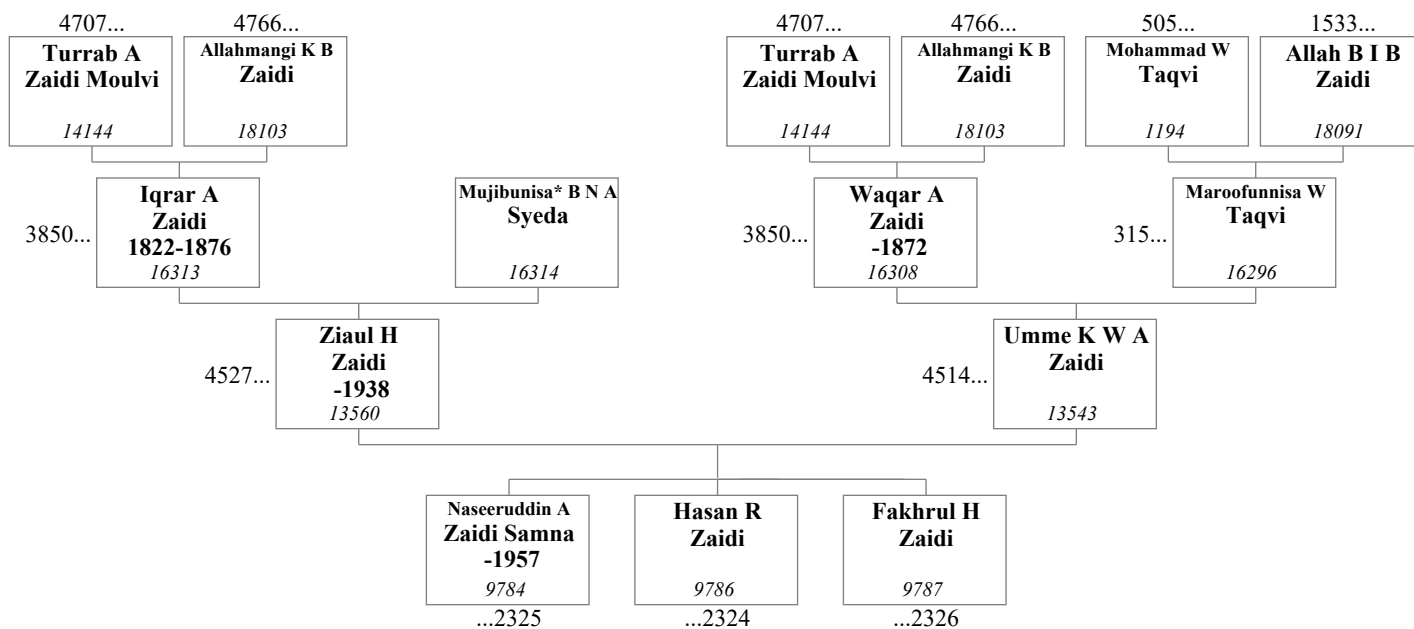 4707...
4766...
4707...
4766...
505...
1533...
Turrab A
Zaidi Moulvi
14144
Allahmangi K B
Zaidi
18103
Turrab A
Zaidi Moulvi
14144
Allahmangi K B
Zaidi
18103
Mohammad W
Taqvi
1194
Allah B I B
Zaidi
18091
3850...
Iqrar A
Zaidi
1822-1876
16313
Mujibunisa* B N A
Syeda
16314
3850...
Waqar A
Zaidi
-1872
16308
315...
Maroofunnisa W
Taqvi
16296
4527...
Ziaul H
Zaidi
-1938
13560
4514...
Umme K W A
Zaidi
13543
Naseeruddin A
Zaidi Samna
-1957
9784
...2325
Hasan R
Zaidi
9786
...2324
Fakhrul H
Zaidi
9787
...2326